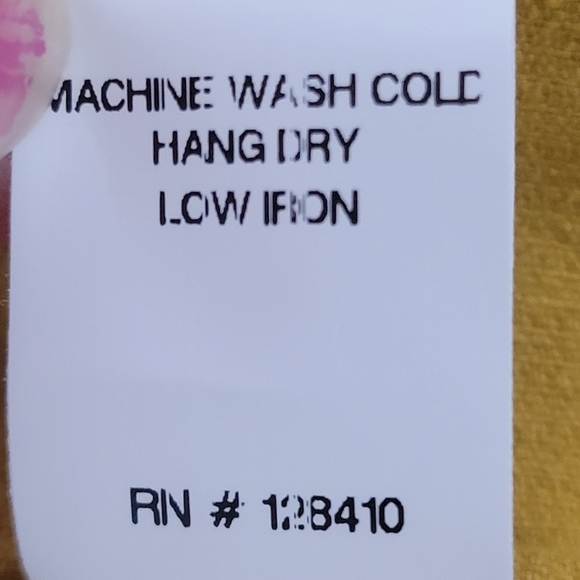 MACHINE WASH COLD
HANG DRY
LOW IRON
RN # 128410